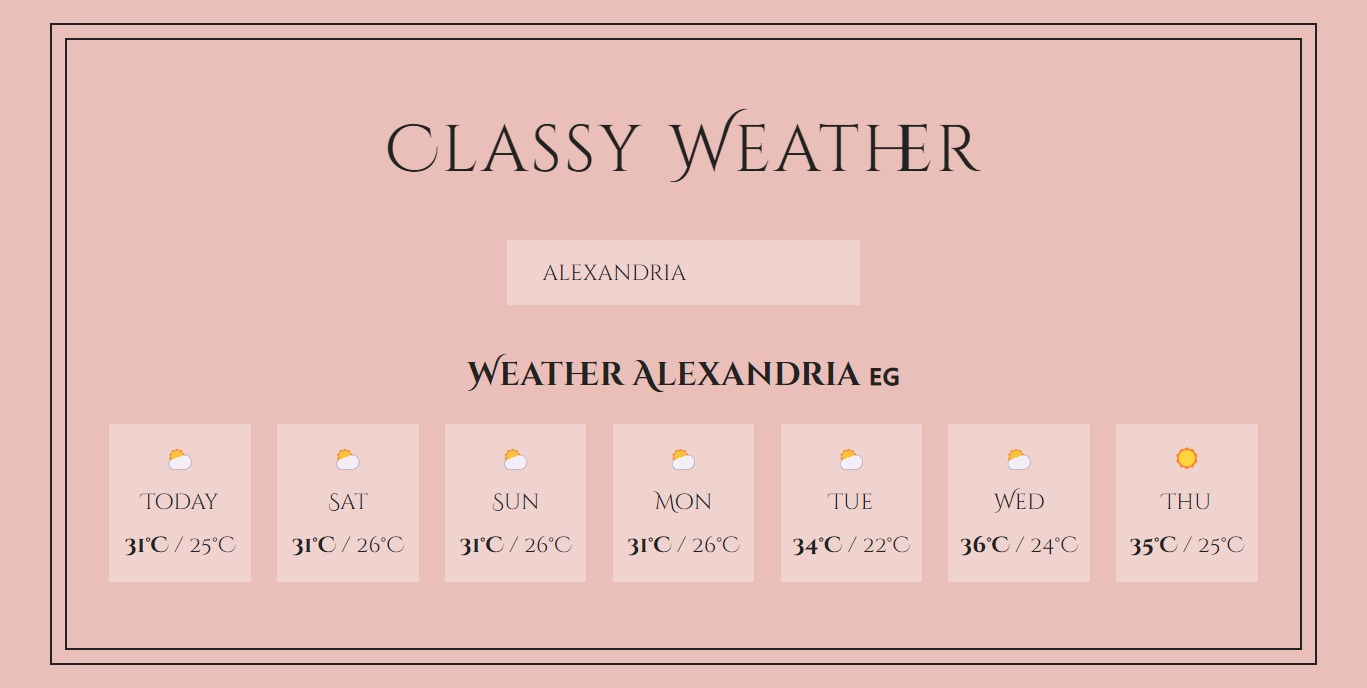 Classy Weather
ALEXANDRIA
Weather Alexandria EG
Today Sat Sun Mon Tue Wed Thu
31°C / 25°C 31°C / 26°C 31°C / 26°C 31°C / 26°C 34°C / 22°C 36°C / 24°C 35°C / 25°C